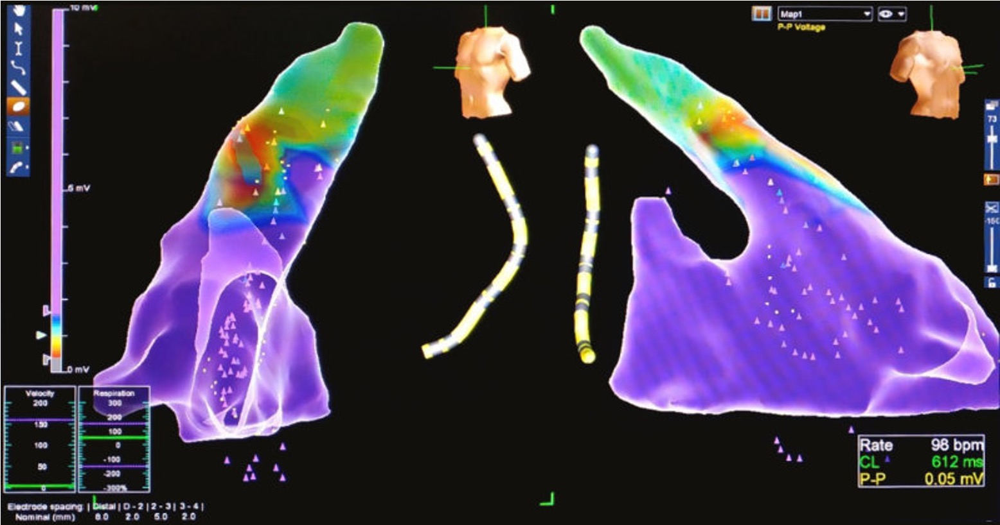 10 mV
Map1
P-P Voltage
73
5 mV
-150
0 mV
Velocity
200
150
100
50
0
Respiration
300
200
100
0
-100
-200
-300%
Rate 98 bpm
CL 612 ms
P-P 0.05 mV
Electrode spacing: | Distal | D - 2 | 2 - 3 | 3 - 4 |
Nominal (mm) 8.0 2.0 5.0 2.0